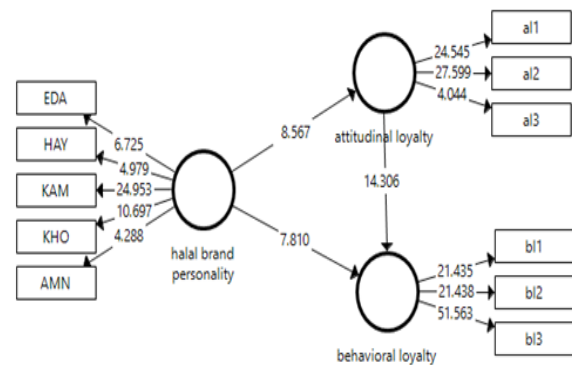 EDA
HAY
KAM
KHO
AMN
6.725
4.979
24.953
10.697
4.288
halal brand
personality
8.567
7.810
attitudinal loyalty
14.306
behavioral loyalty
24.545
27.599
4.044
al1
al2
al3
21.435
21.438
51.563
bl1
bl2
bl3